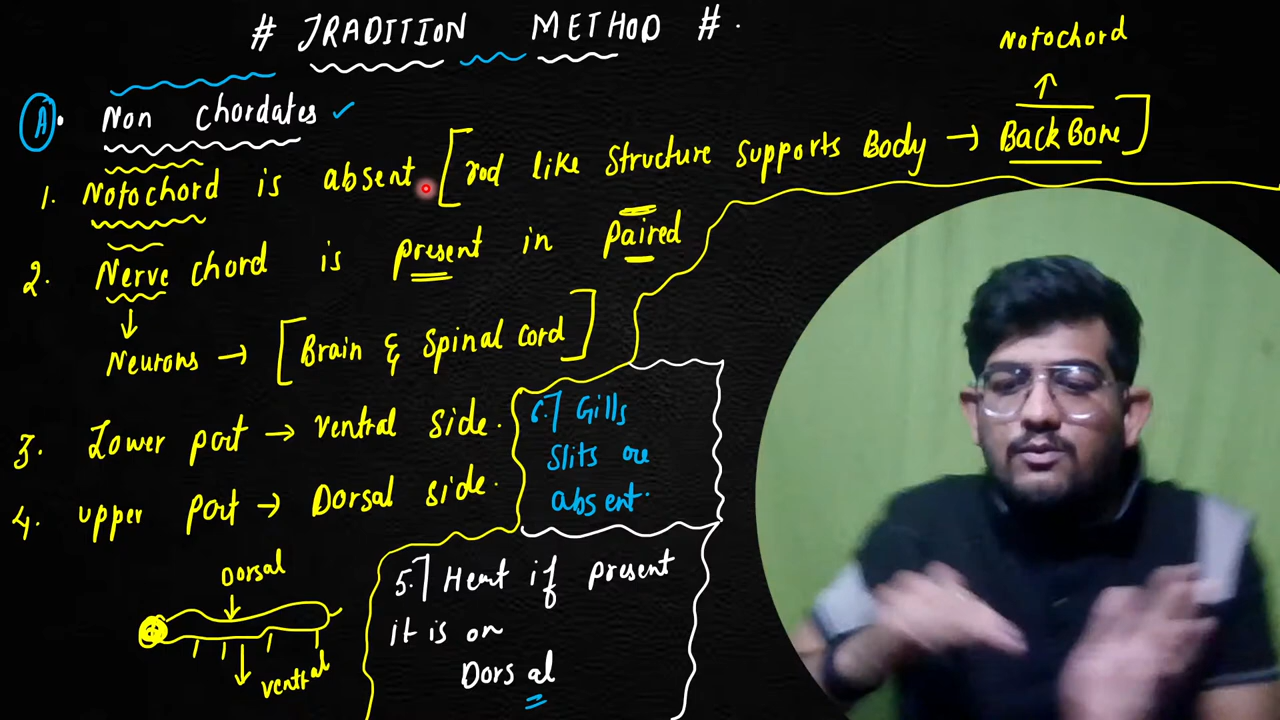 # TRADITION METHOD #.
Notochord
A. Non chordates ✓
1. Notochord is absent [rod like Structure Supports Body → BackBone]
2. Nerve chord is present in paired
Neurons → [Brain & Spinal cord]
3. Lower part → ventral side.
4. upper part → Dorsal side.
6.] Gills
Slits are
absent.
Dorsal
ventral
5.] Heart if present
it is on
Dorsal